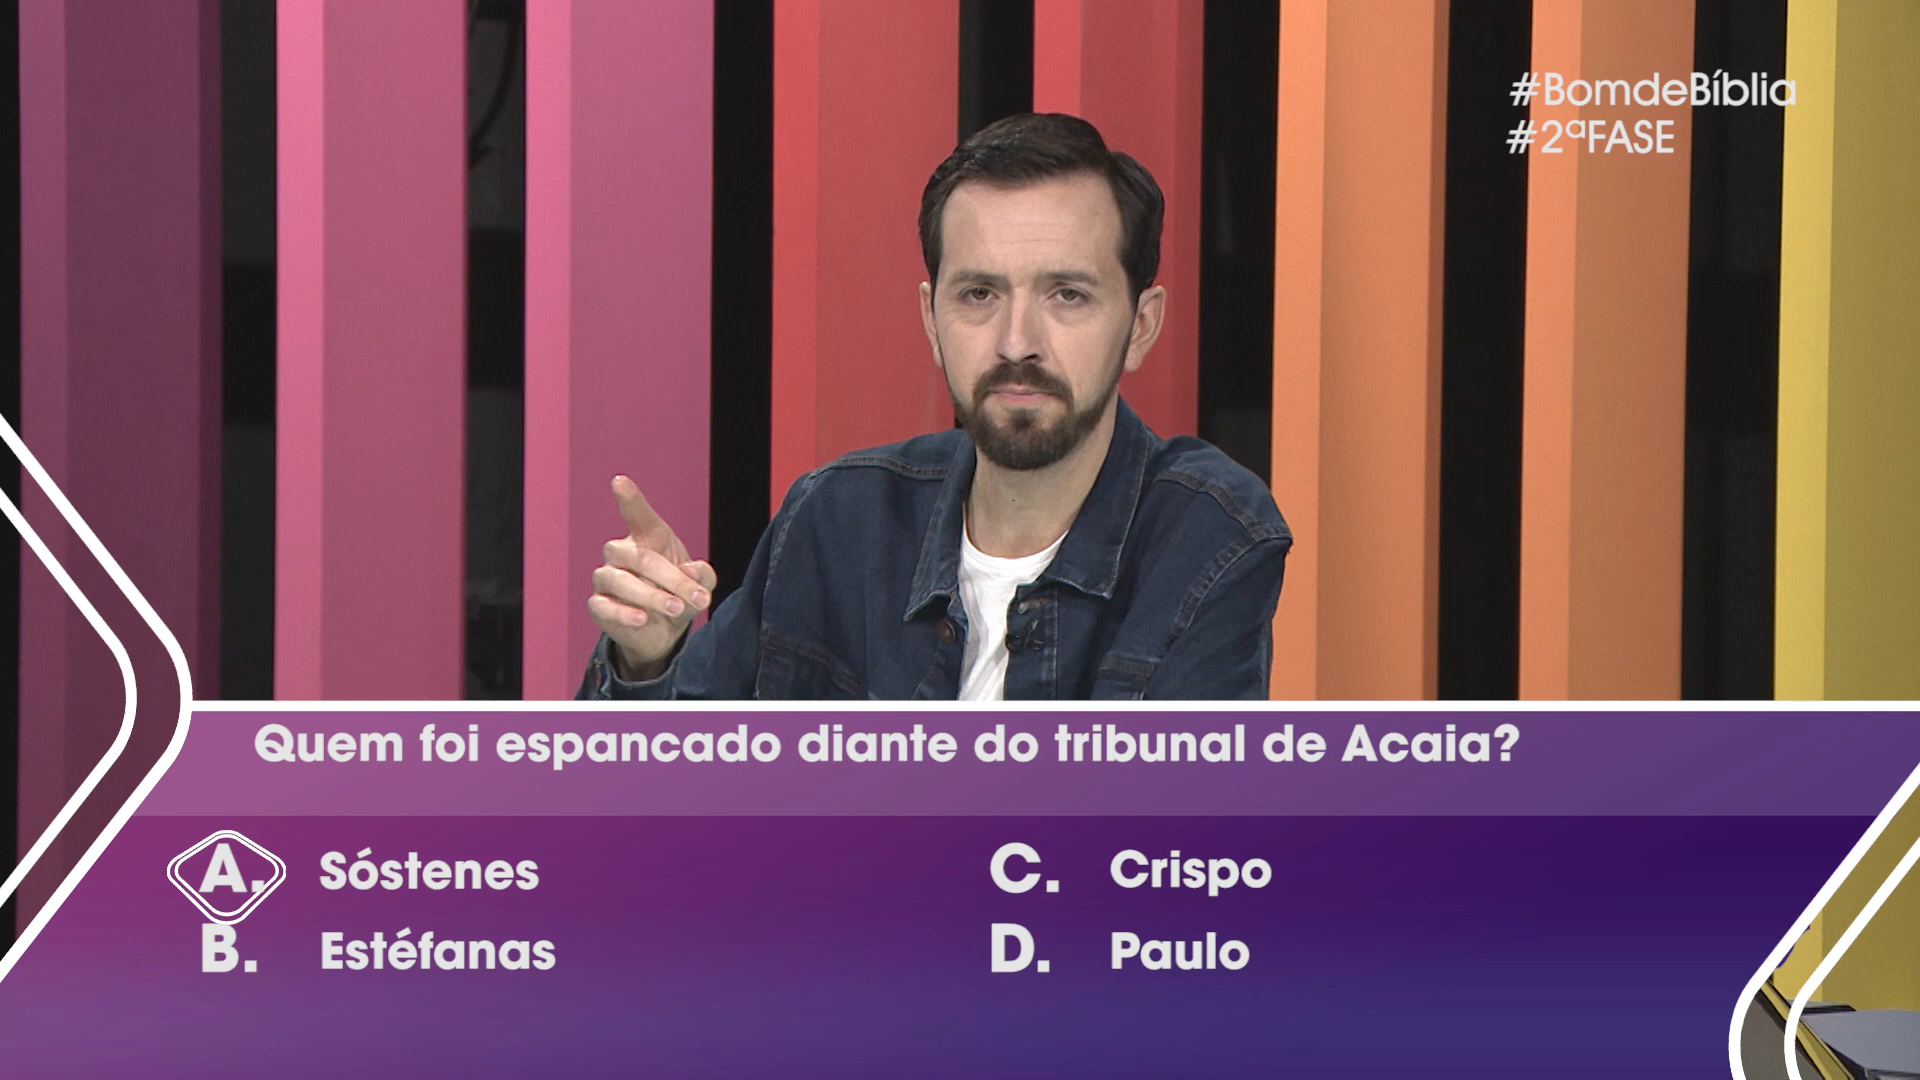 #BomdeBíblia
#2ªFASE
Quem foi espancado diante do tribunal de Acaia?
A. Sóstenes
B. Estéfanas
C. Crispo
D. Paulo